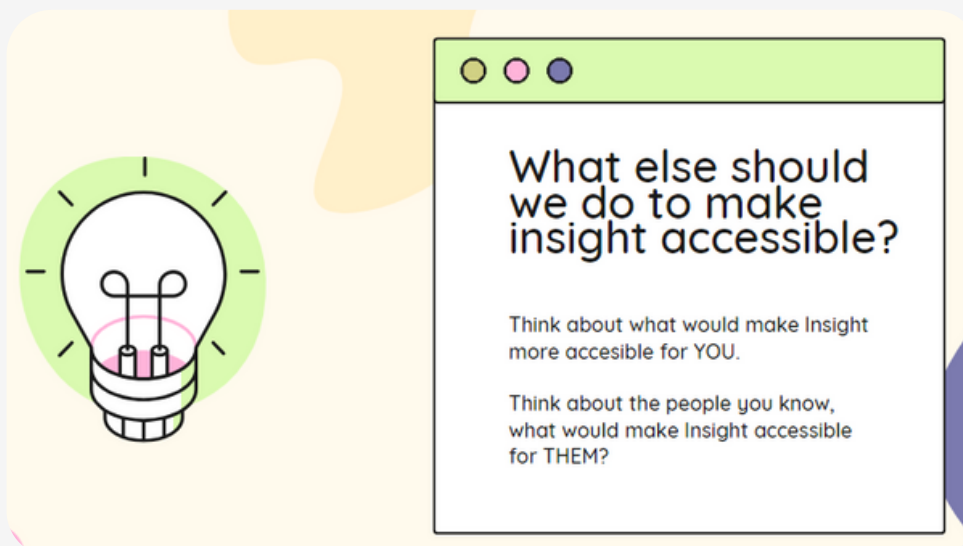 What else should
we do to make
insight accessible?
Think about what would make Insight
more accesible for YOU.
Think about the people you know,
what would make Insight accessible
for THEM?